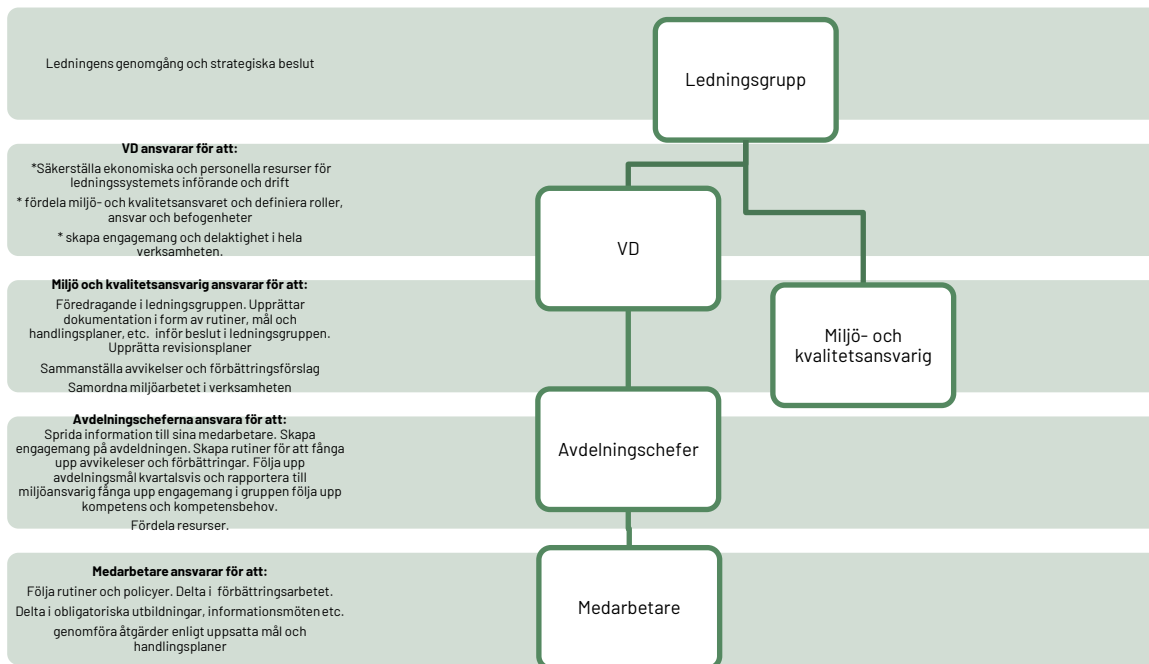 Ledningens genomgång och strategiska beslut
Ledningsgrupp
VD ansvarar för att:
*Säkerställa ekonomiska och personella resurser för
ledningssystemets införande och drift
* fördela miljö- och kvalitetsansvaret och definiera roller,
ansvar och befogenheter
* skapa engagemang och delaktighet i hela
verksamheten.
VD
Miljö och kvalitetsansvarig ansvarar för att:
Föredragande i ledningsgruppen. Upprättar
dokumentation i form av rutiner, mål och
handlingsplaner, etc. inför beslut i ledningsgruppen.
Upprätta revisionsplaner
Sammanställa avvikelser och förbättringsförslag
Samordna miljöarbetet i verksamheten
Miljö- och
kvalitetsansvarig
Avdelningscheferna ansvara för att:
Sprida information till sina medarbetare. Skapa
engagemang på avdeldningen. Skapa rutiner för att fånga
upp avvikeleser och förbättringar. Följa upp
avdelningsmål kvartalsvis och rapportera till
miljöansvarig fånga upp engagemang i gruppen följa upp
kompetens och kompetensbehov.
Fördela resurser.
Avdelningschefer
Medarbetare ansvarar för att:
Följa rutiner och policyer. Delta i förbättringsarbetet.
Delta i obligatoriska utbildningar, informationsmöten etc.
genomföra åtgärder enligt uppsatta mål och
handlingsplaner
Medarbetare